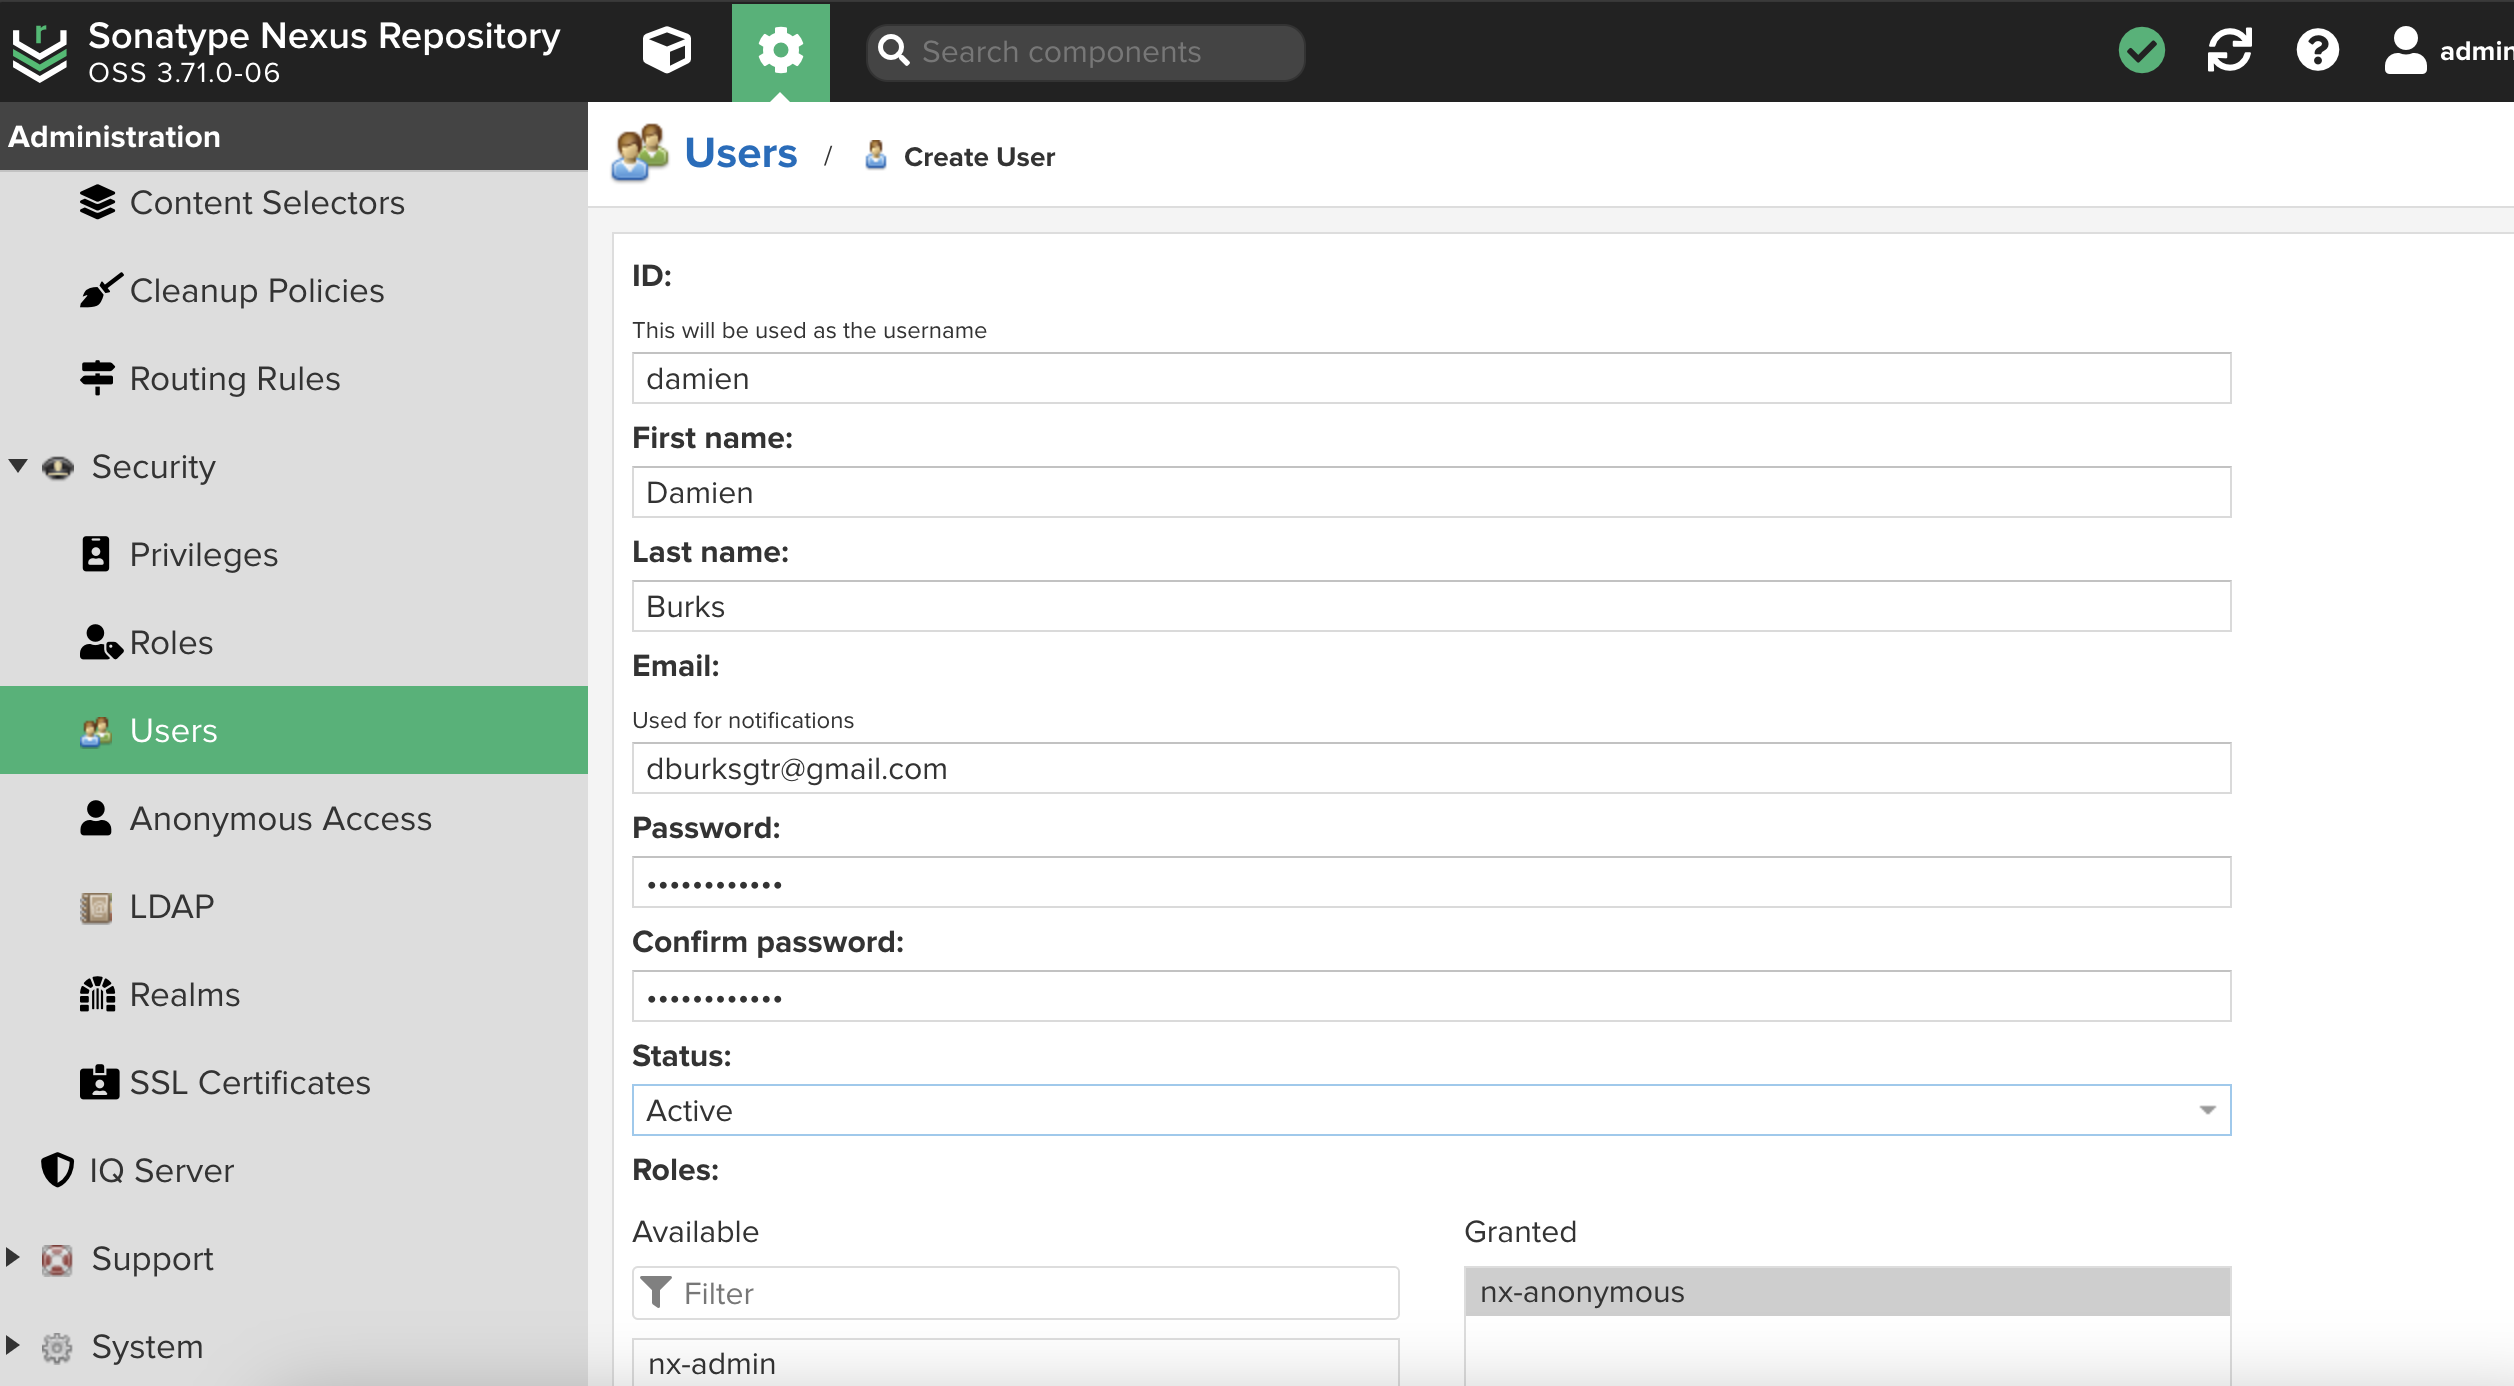 Sonatype Nexus Repository
OSS 3.71.0-06
Search components
admin
Administration
Content Selectors
Cleanup Policies
Routing Rules
Security
Privileges
Roles
Users
Anonymous Access
LDAP
Realms
SSL Certificates
IQ Server
Support
System
Users / Create User
ID:
This will be used as the username
damien
First name:
Damien
Last name:
Burks
Email:
Used for notifications
dburksgtr@gmail.com
Password:
••••••••••••
Confirm password:
••••••••••••
Status:
Active
Roles:
Available
Filter
nx-admin
Granted
nx-anonymous